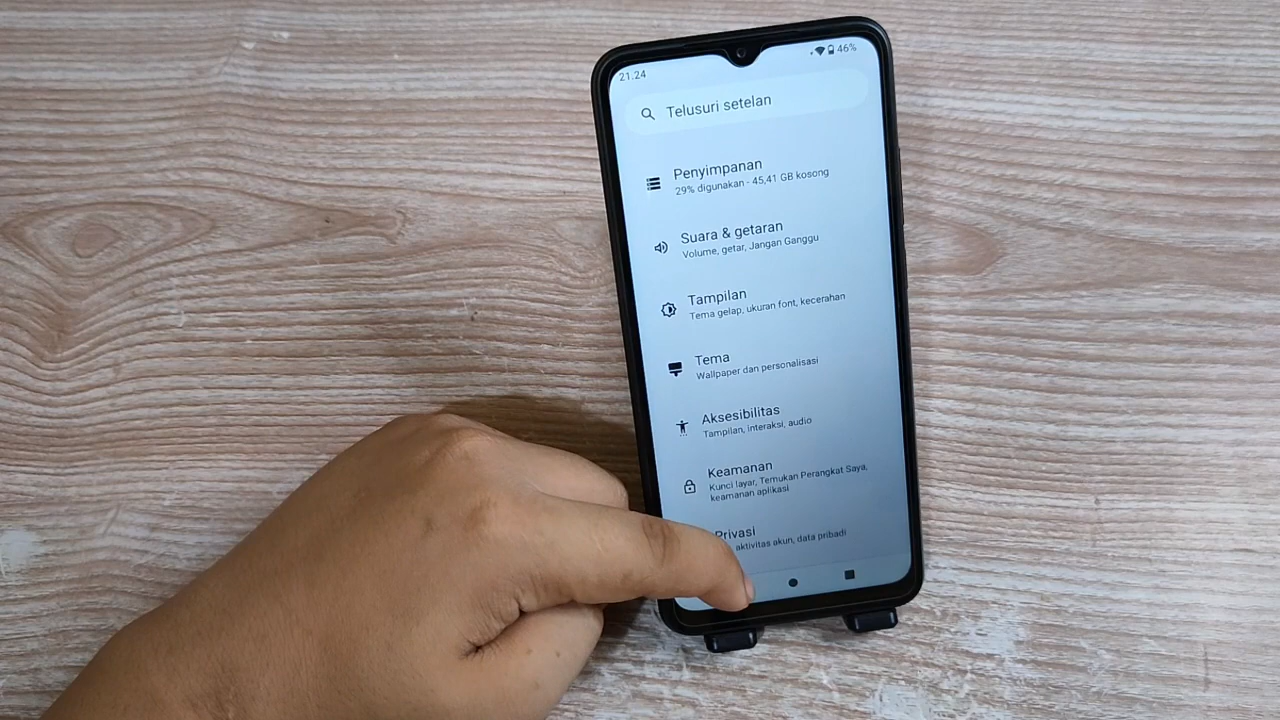 21.24
46%
Telusuri setelan
Penyimpanan
29% digunakan - 45,41 GB kosong
Suara & getaran
Volume, getar, Jangan Ganggu
Tampilan
Tema gelap, ukuran font, kecerahan
Tema
Wallpaper dan personalisasi
Aksesibilitas
Tampilan, interaksi, audio
Keamanan
Kunci layar, Temukan Perangkat Saya,
keamanan aplikasi
Privasi
aktivitas akun, data pribadi